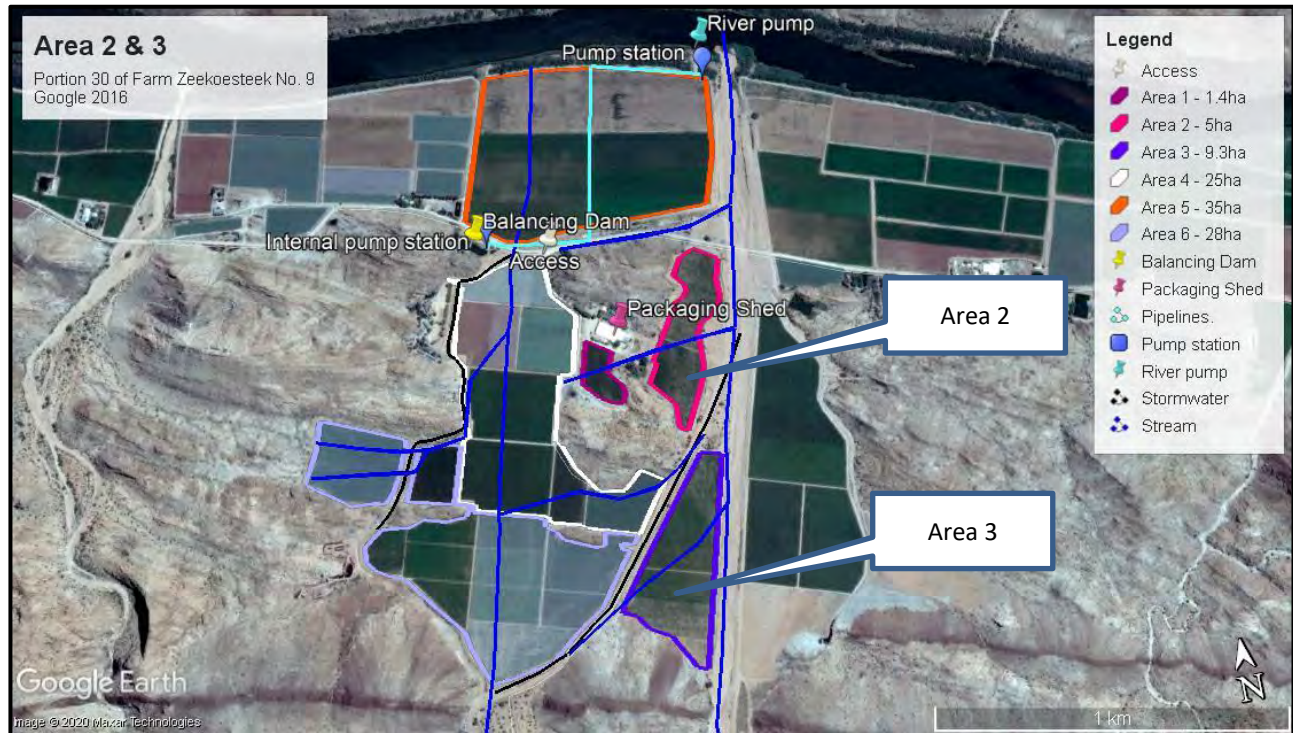 Area 2 & 3
Portion 30 of Farm Zeekoesteek No. 9
Google 2016
River pump
Pump station
Balancing Dam
Internal pump station
Access
Packaging Shed
Area 2
Area 3
Legend
Access
Area 1 - 1.4ha
Area 2 - 5ha
Area 3 - 9.3ha
Area 4 - 25ha
Area 5 - 35ha
Area 6 - 28ha
Balancing Dam
Packaging Shed
Pipelines.
Pump station
River pump
Stormwater
Stream
N
1 km
Google Earth
Image © 2020 Maxar Technologies